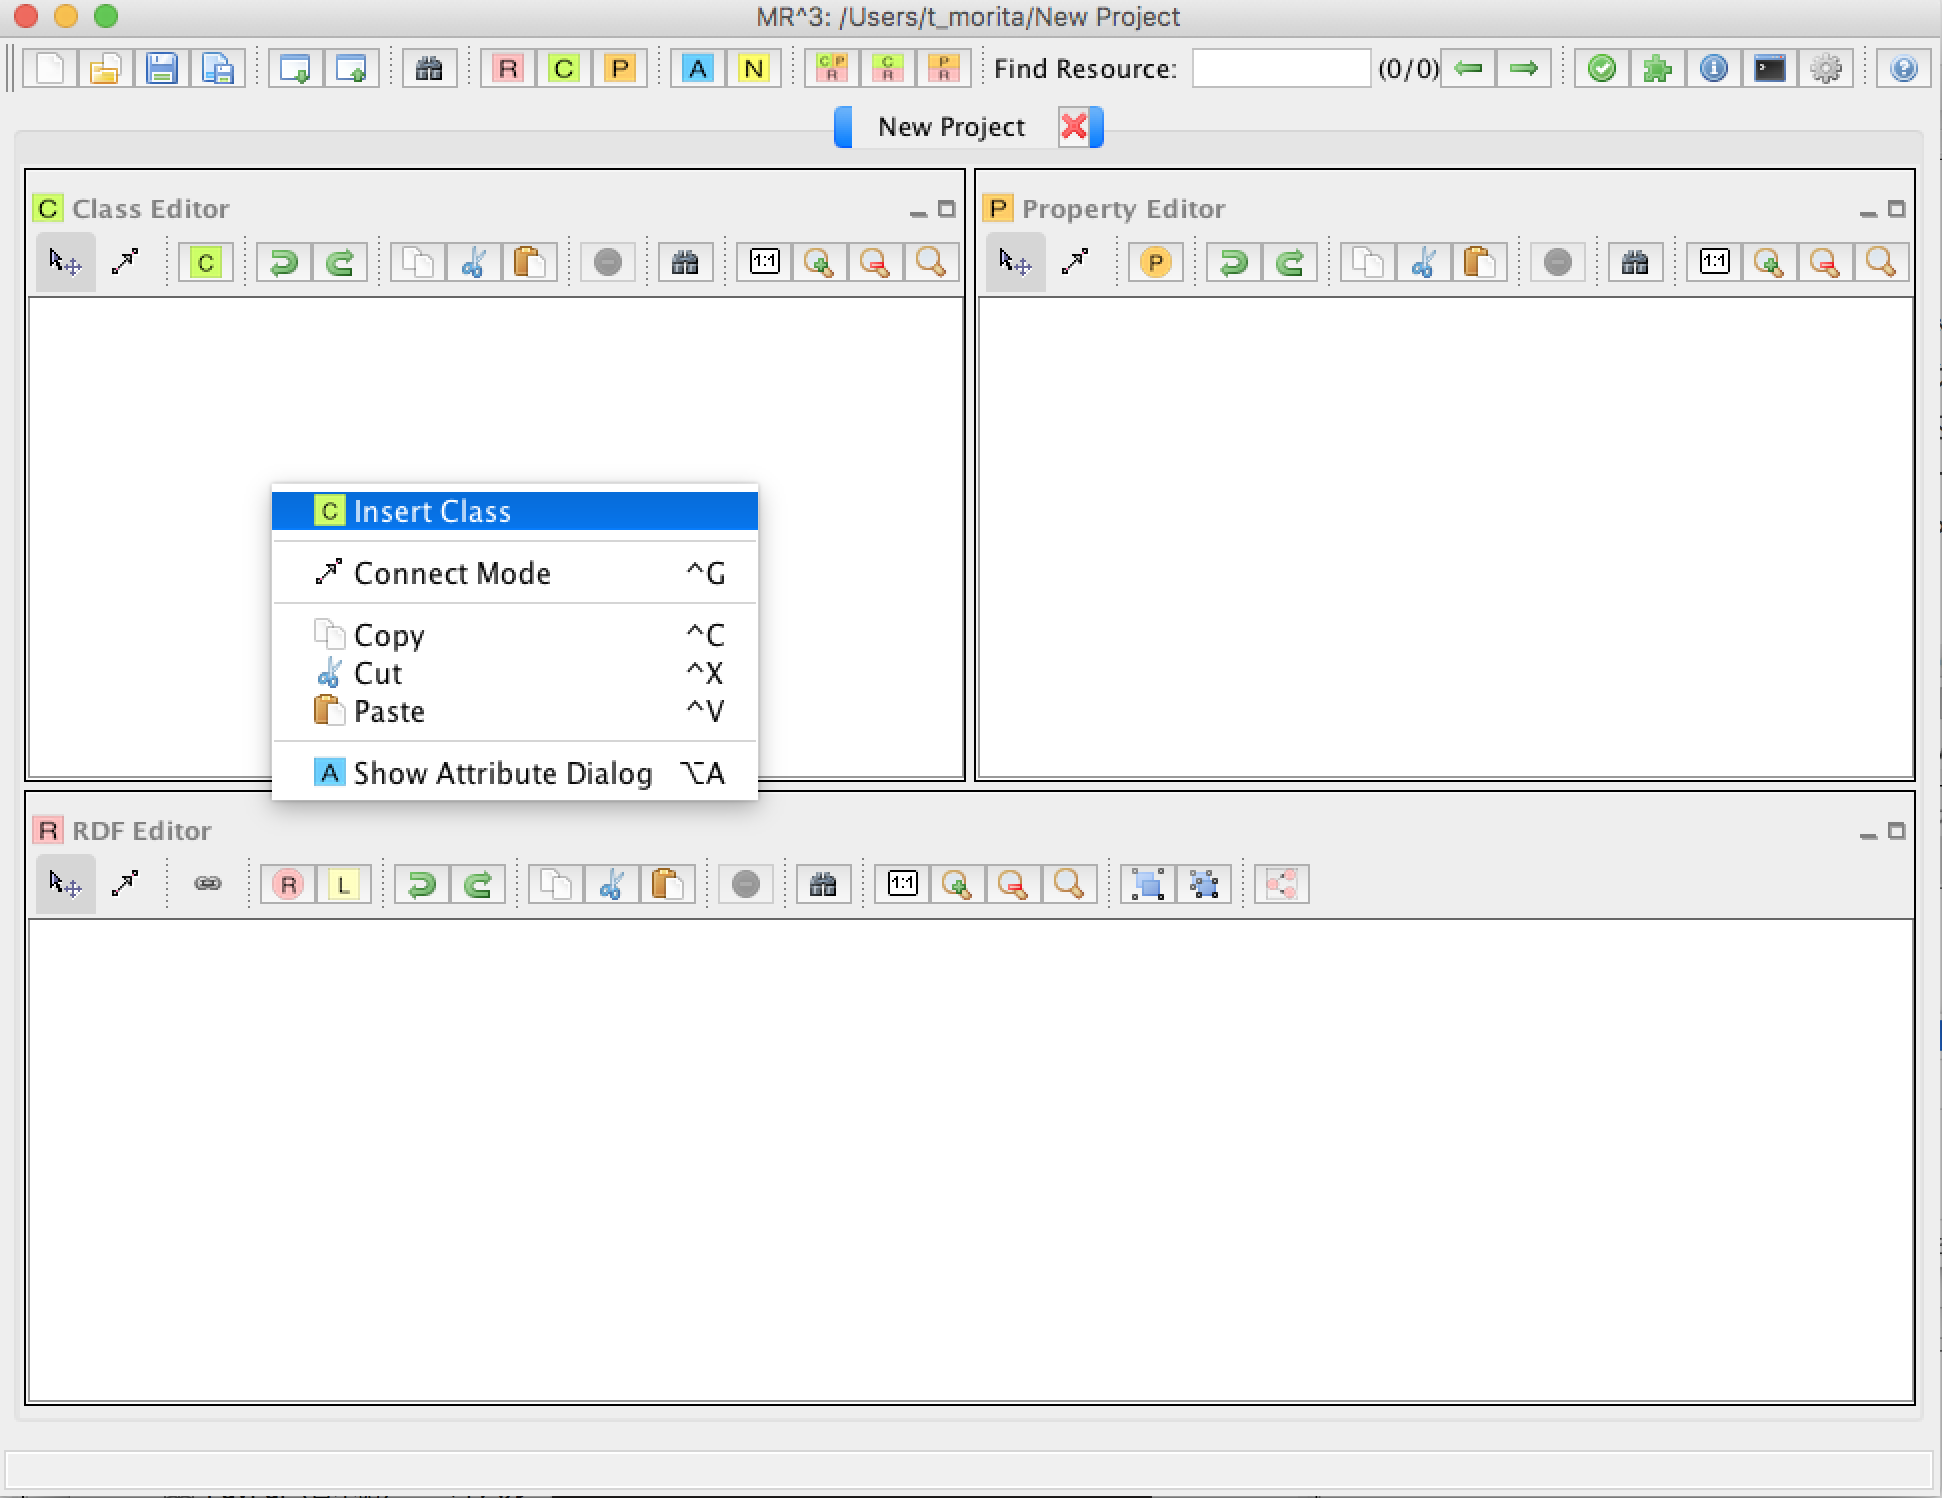 MR^3: /Users/t_morita/New Project
R C P A N C P R C R P R Find Resource: (0/0)
New Project
C Class Editor
P Property Editor
C 1:1
P 1:1
C Insert Class
Connect Mode ^G
Copy ^C
Cut ^X
Paste ^V
A Show Attribute Dialog ⌥A
R RDF Editor
R L 1:1